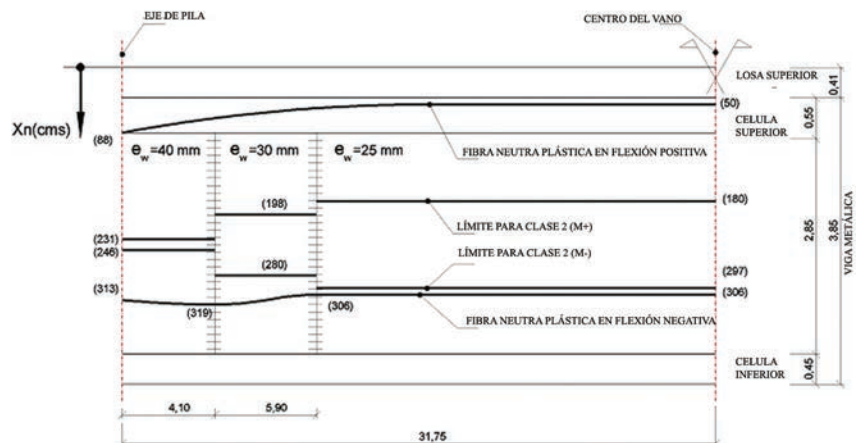 EJE DE PILA
CENTRO DEL VANO
LOSA SUPERIOR
0,41
Xn(cms)
(50)
CELULA
SUPERIOR
0,55
(88)
FIBRA NEUTRA PLÁSTICA EN FLEXIÓN POSITIVA
e w =40 mm
e w =30 mm
e w =25 mm
(198)
(180)
LÍMITE PARA CLASE 2 (M+)
(231)
(246)
LÍMITE PARA CLASE 2 (M-)
(280)
(297)
2,85
3,85
VIGA METÁLICA
(313)
(319)
(306)
(306)
FIBRA NEUTRA PLÁSTICA EN FLEXIÓN NEGATIVA
CELULA
INFERIOR
0,45
4,10
5,90
31,75